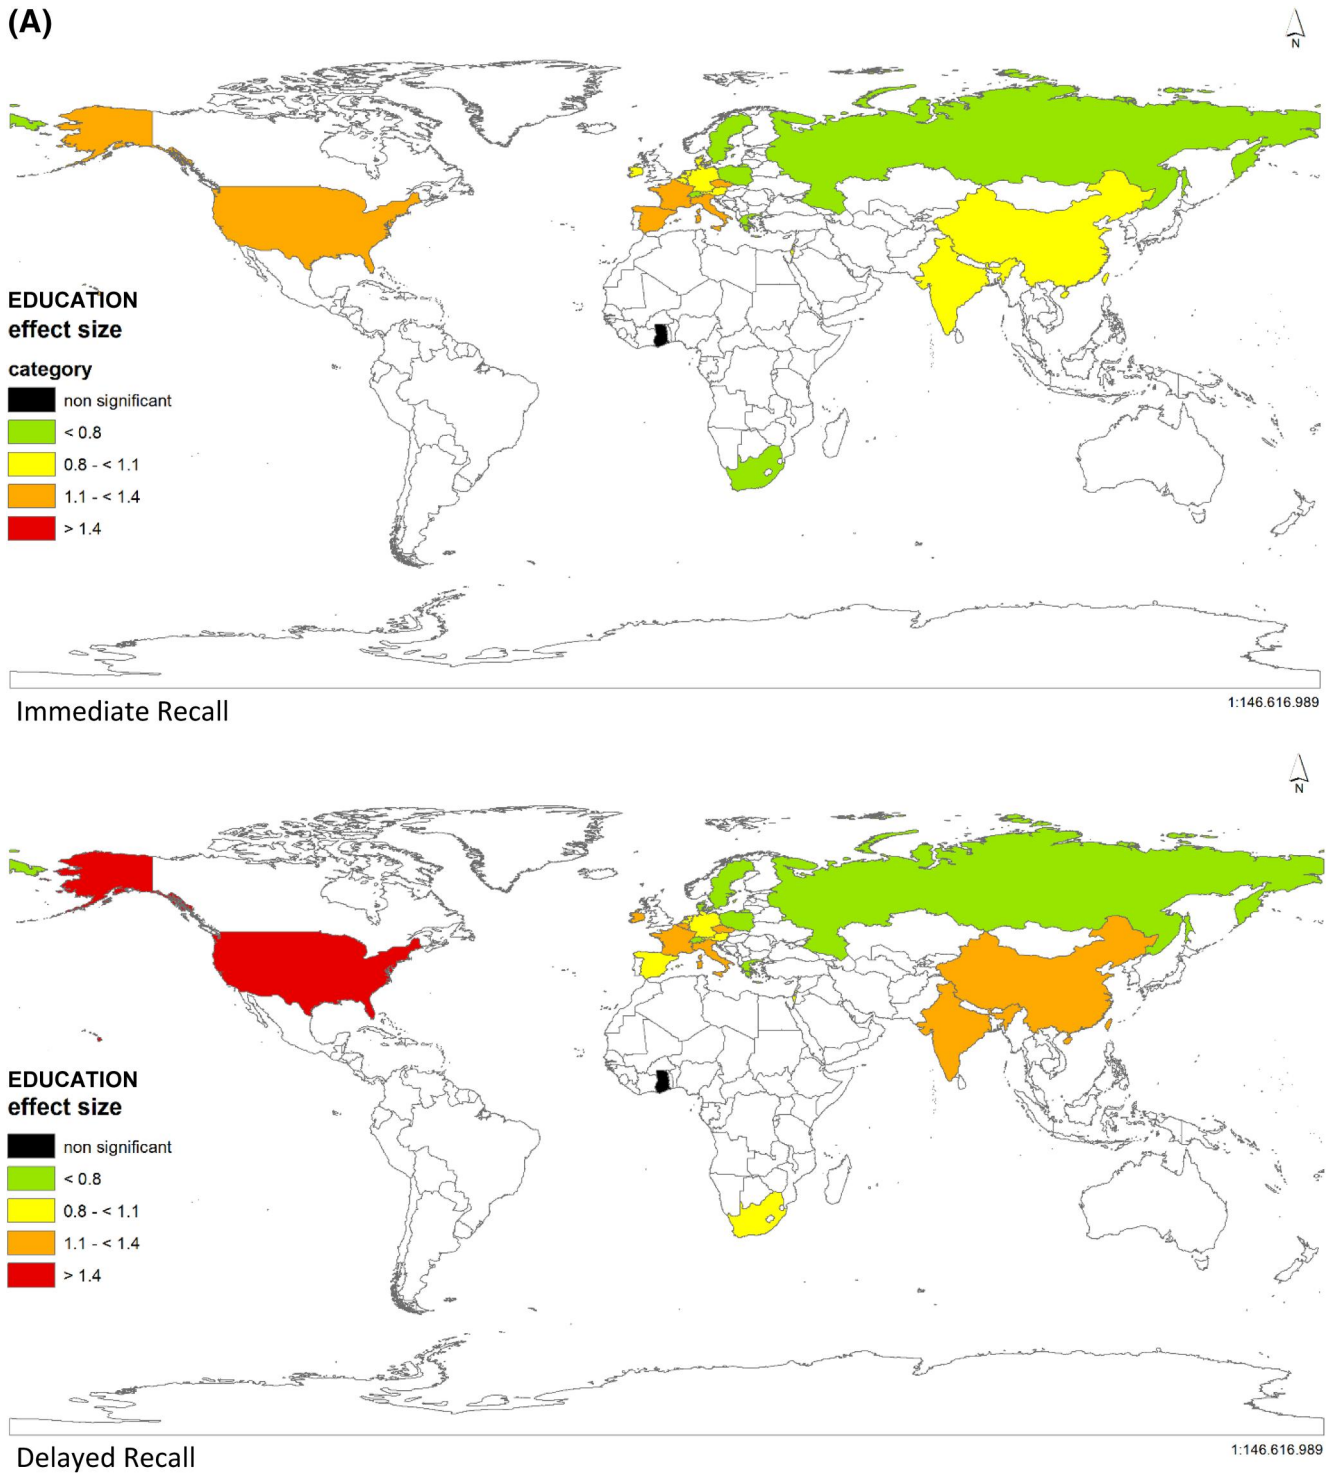 (A)
N
EDUCATION
effect size
category
non significant
< 0.8
0.8 - < 1.1
1.1 - < 1.4
> 1.4
1:146.616.989
Immediate Recall
N
EDUCATION
effect size
non significant
< 0.8
0.8 - < 1.1
1.1 - < 1.4
> 1.4
1:146.616.989
Delayed Recall